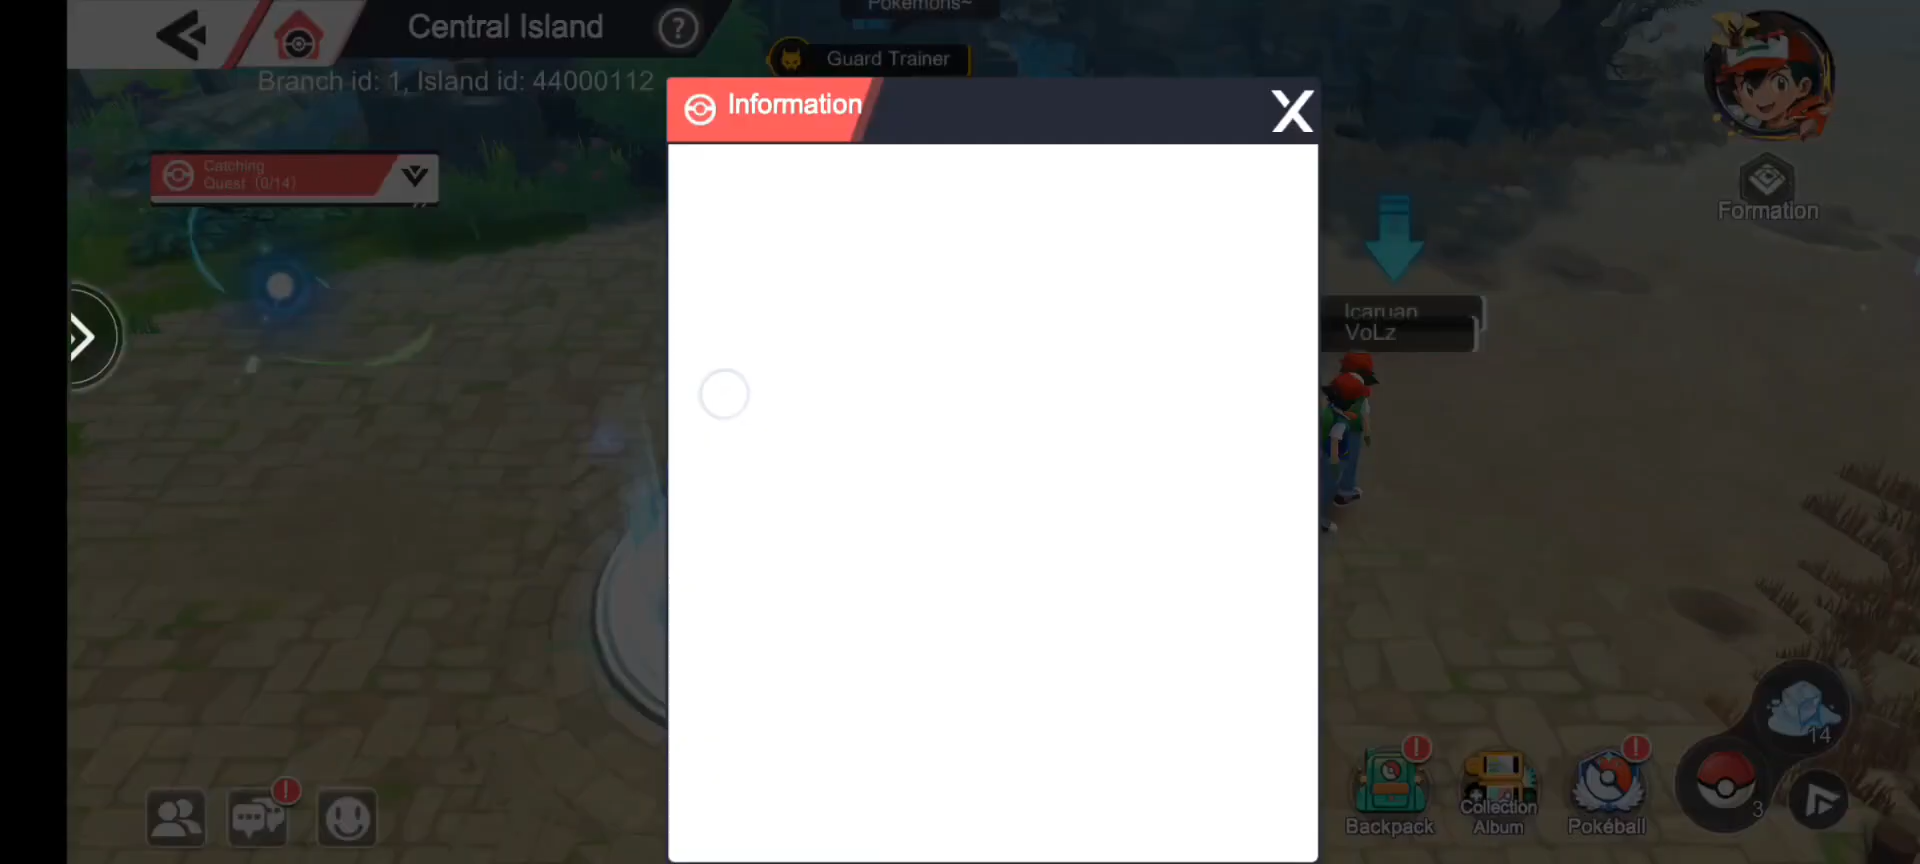 Central Island
?
Pokémons~
Guard Trainer
Branch id: 1, Island id: 44000112
Information
X
Catching
Quest (0/14)
Formation
Icaruan
VoLz
14
3
Backpack
Collection
Album
Pokéball
!
!
!